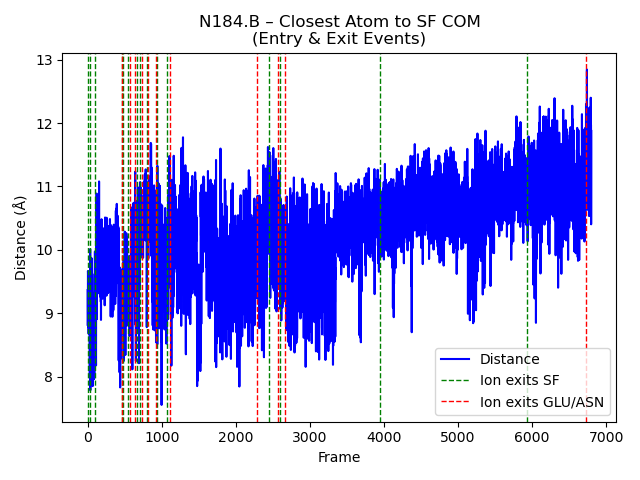 N184.B – Closest Atom to SF COM
(Entry & Exit Events)
13
12
11
10
9
8
Distance (Å)
Distance
Ion exits SF
Ion exits GLU/ASN
0 1000 2000 3000 4000 5000 6000 7000
Frame